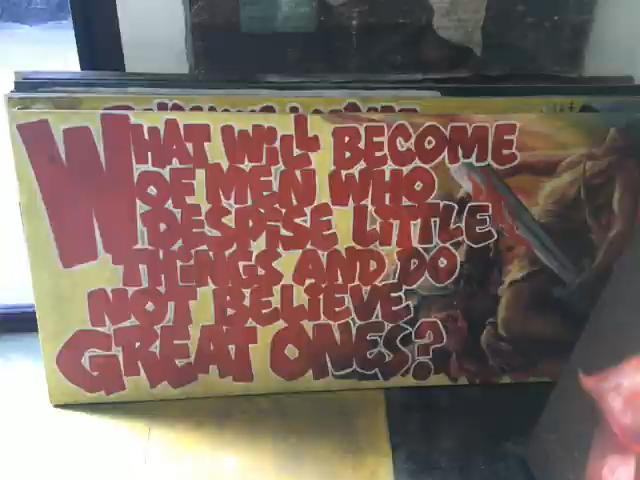 WHAT WiLL BECOME
OF MEN WHO
DESPISE LITTLE
THINGS AND DO
NOT BELIEVE
GREAT ONES?